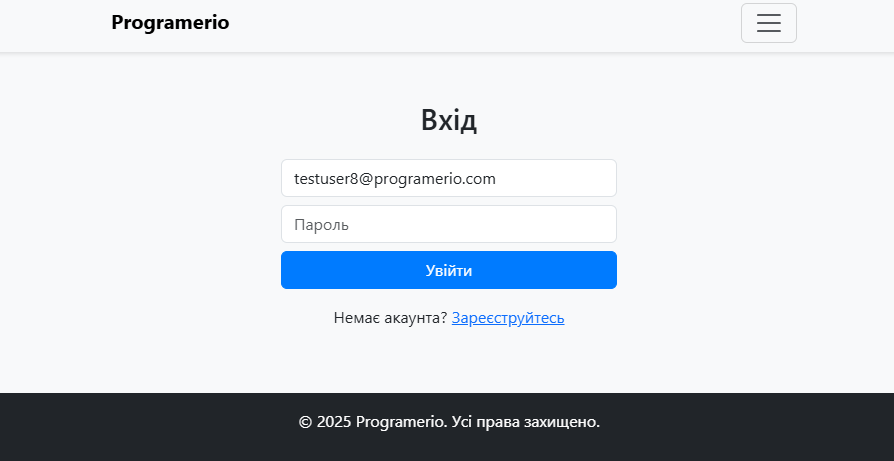 Programerio
Вхід
testuser8@programerio.com
Пароль
Увійти
Немає акаунта? Зареєструйтесь
© 2025 Programerio. Усі права захищено.